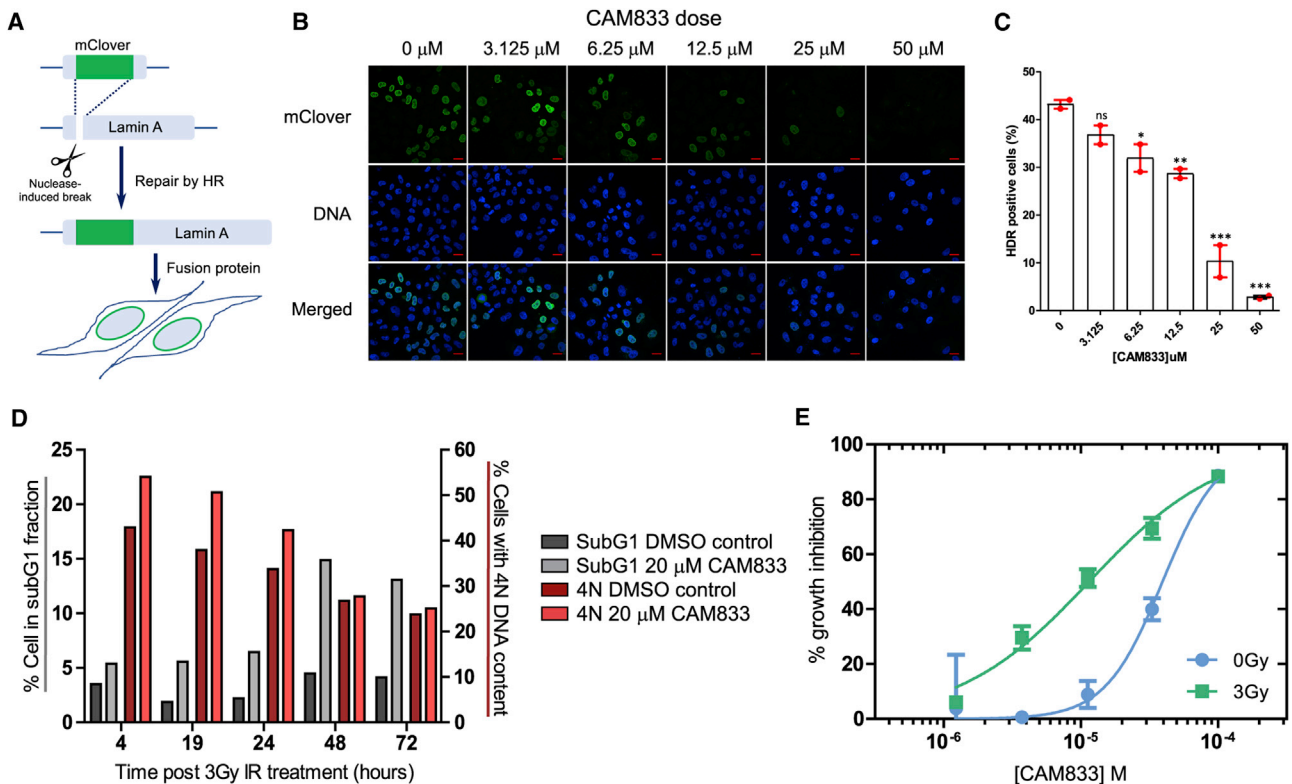 A
mClover
Lamin A
Nuclease-
induced break
Repair by HR
Lamin A
Fusion protein
B
CAM833 dose
0 μM 3.125 μM 6.25 μM 12.5 μM 25 μM 50 μM
mClover
DNA
Merged
C
HDR positive cells (%)
50
40
30
20
10
0
ns
*
**
***
***
0 3.125 6.25 12.5 25 50
[CAM833]uM
D
% Cell in subG1 fraction
25
20
15
10
5
0
60
50
40
30
20
10
0
% Cells with 4N DNA content
4 19 24 48 72
Time post 3Gy IR treatment (hours)
SubG1 DMSO control
SubG1 20 μM CAM833
4N DMSO control
4N 20 μM CAM833
E
% growth inhibition
100
80
60
40
20
0
0Gy
3Gy
10⁻⁶ 10⁻⁵ 10⁻⁴
[CAM833] M